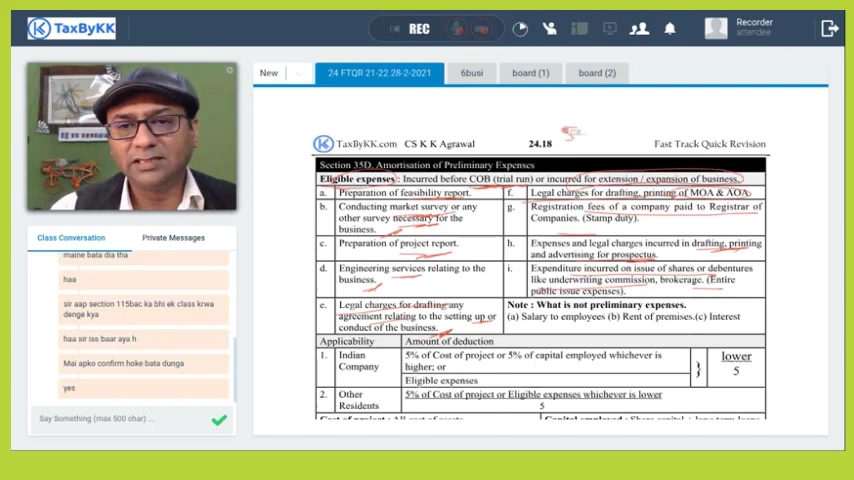 TaxByKK
REC
Recorder
attendee
New
24 FTQR 21-22.28-2-2021
6busi
board (1)
board (2)
TaxByKK.com CS K K Agrawal
24.18
Fast Track Quick Revision
Section 35D. Amortisation of Preliminary Expenses
Eligible expenses: Incurred before COB (trial run) or incurred for extension / expansion of business.
a. Preparation of feasibility report.
f. Legal charges for drafting, printing of MOA & AOA.
b. Conducting market survey or any
other survey necessary for the
business.
g. Registration fees of a company paid to Registrar of
Companies. (Stamp duty).
c. Preparation of project report.
h. Expenses and legal charges incurred in drafting, printing
and advertising for prospectus.
d. Engineering services relating to the
business.
i. Expenditure incurred on issue of shares or debentures
like underwriting commission, brokerage. (Entire
public issue expenses).
e. Legal charges for drafting any
agreement relating to the setting up or
conduct of the business.
Note : What is not preliminary expenses.
(a) Salary to employees (b) Rent of premises.(c) Interest
Applicability
Amount of deduction
1. Indian
Company
5% of Cost of project or 5% of capital employed whichever is
higher; or
Eligible expenses
} lower
5
2. Other
Residents
5% of Cost of project or Eligible expenses whichever is lower
5
Class Conversation
Private Messages
maine bata dia tha
haa
sir aap section 115bac ka bhi ek class krwa
denge kya
haa sir iss baar aya h
Mai apko confirm hoke bata dunga
yes
Say Something (max 500 char) ...